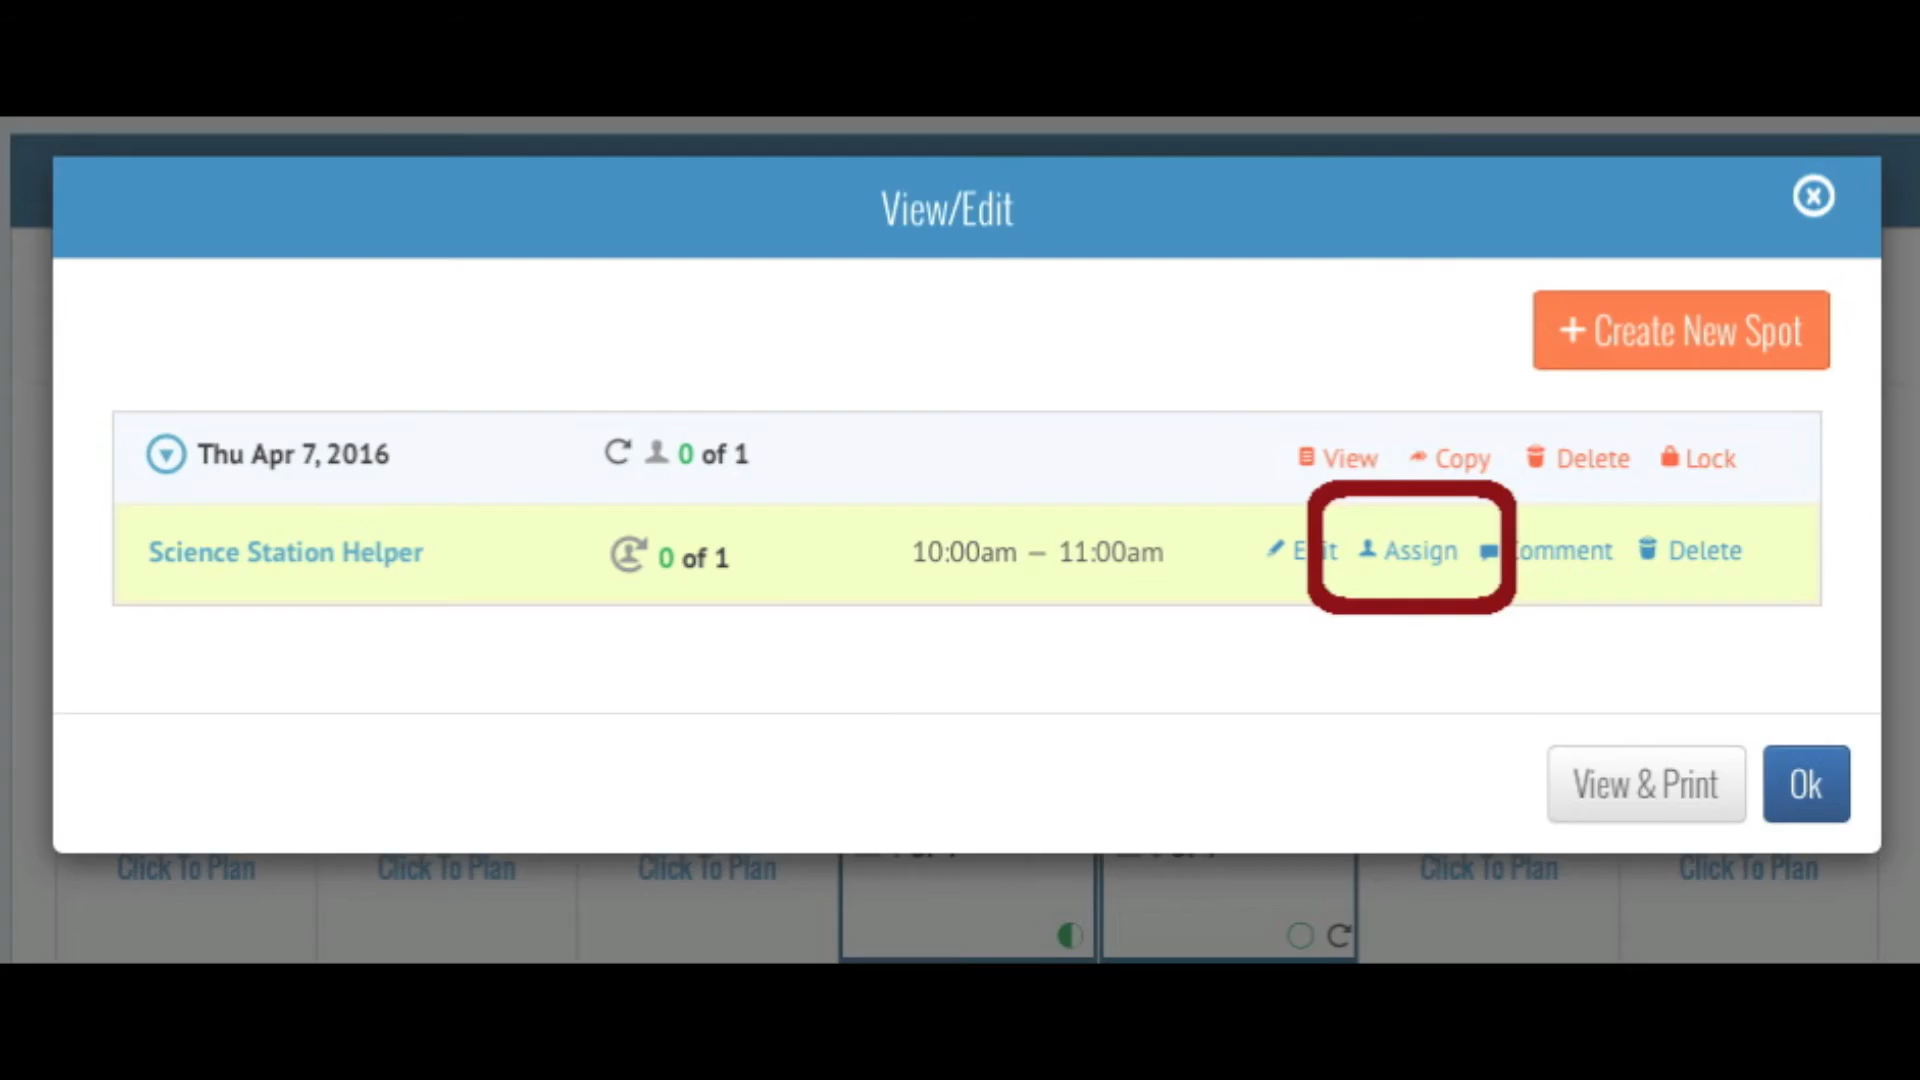 View/Edit
+ Create New Spot
Thu Apr 7, 2016 0 of 1 View Copy Delete Lock
Science Station Helper 0 of 1 10:00am – 11:00am Assign Delete
View & Print Ok
Click To Plan Click To Plan Click To Plan Click To Plan Click To Plan